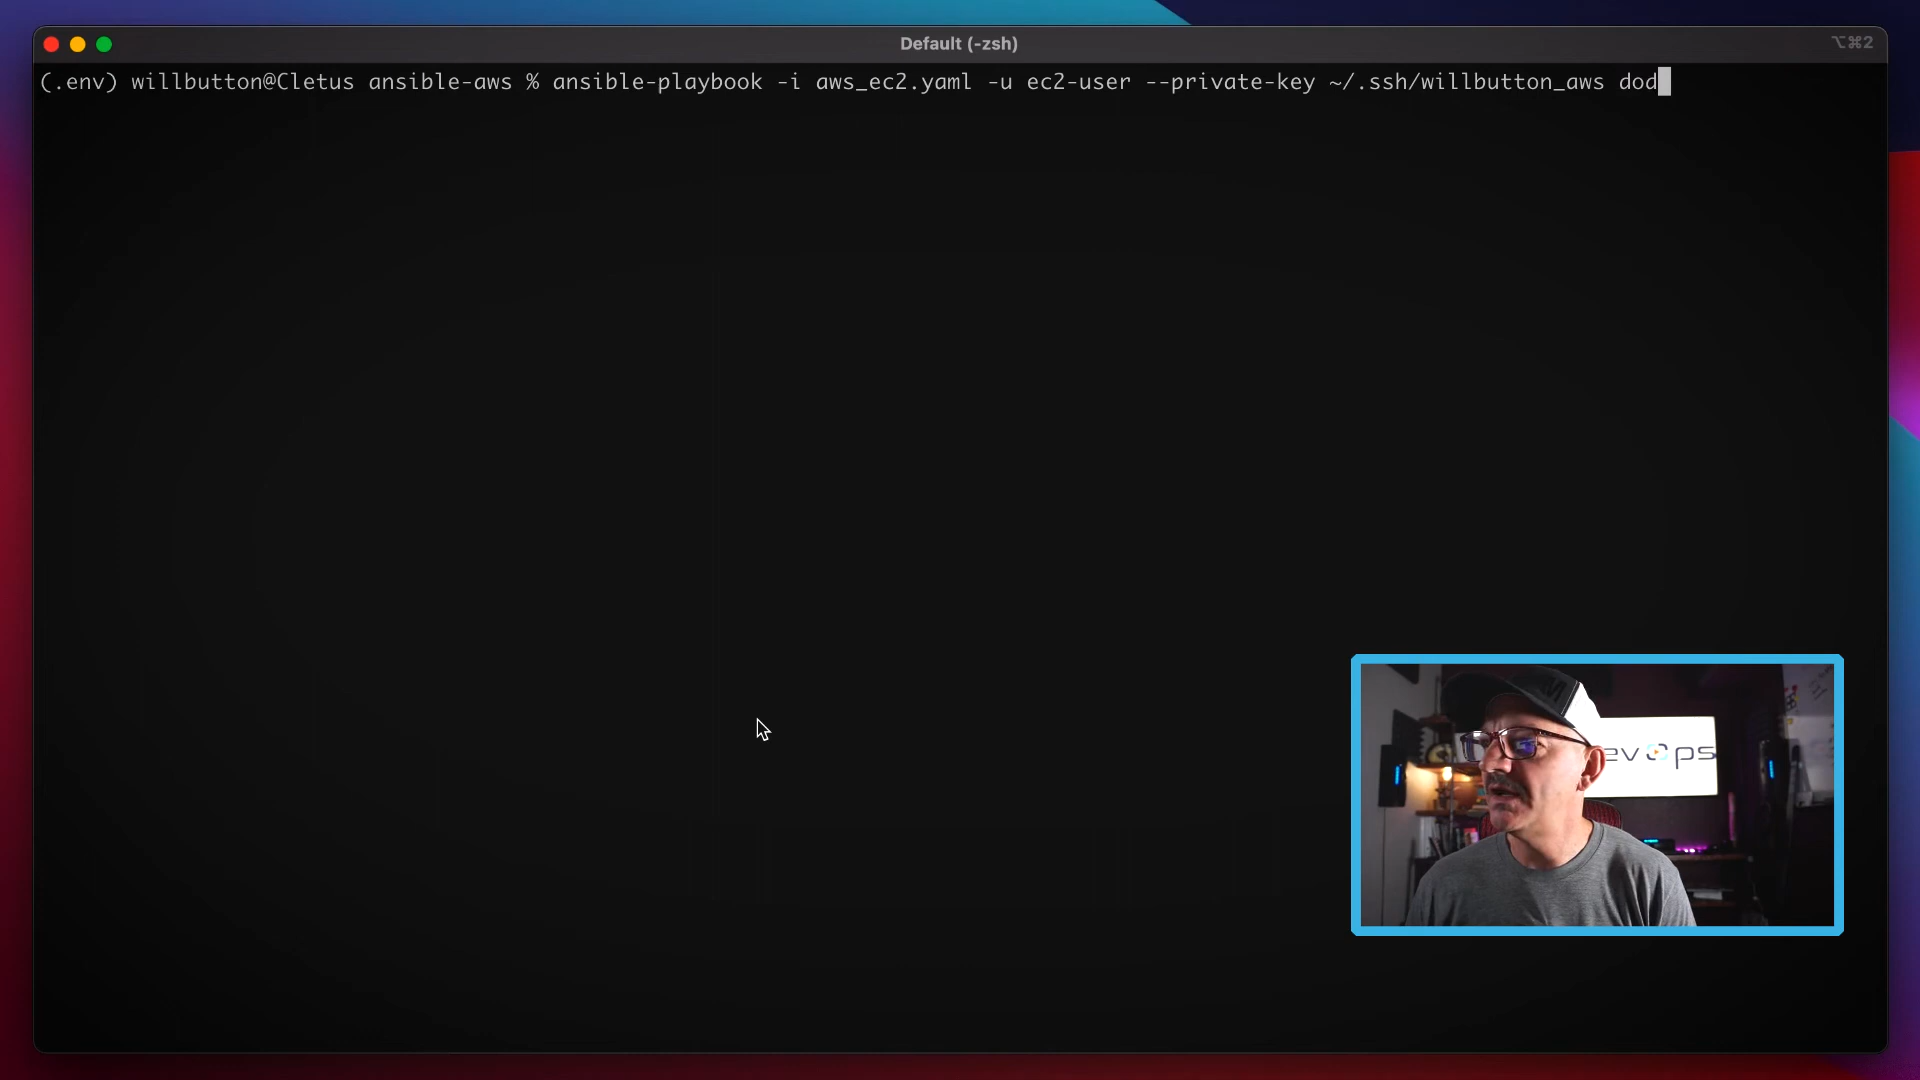 Default (-zsh)
⌥⌘2
(.env) willbutton@Cletus ansible-aws % ansible-playbook -i aws_ec2.yaml -u ec2-user --private-key ~/.ssh/willbutton_aws dod
evOps